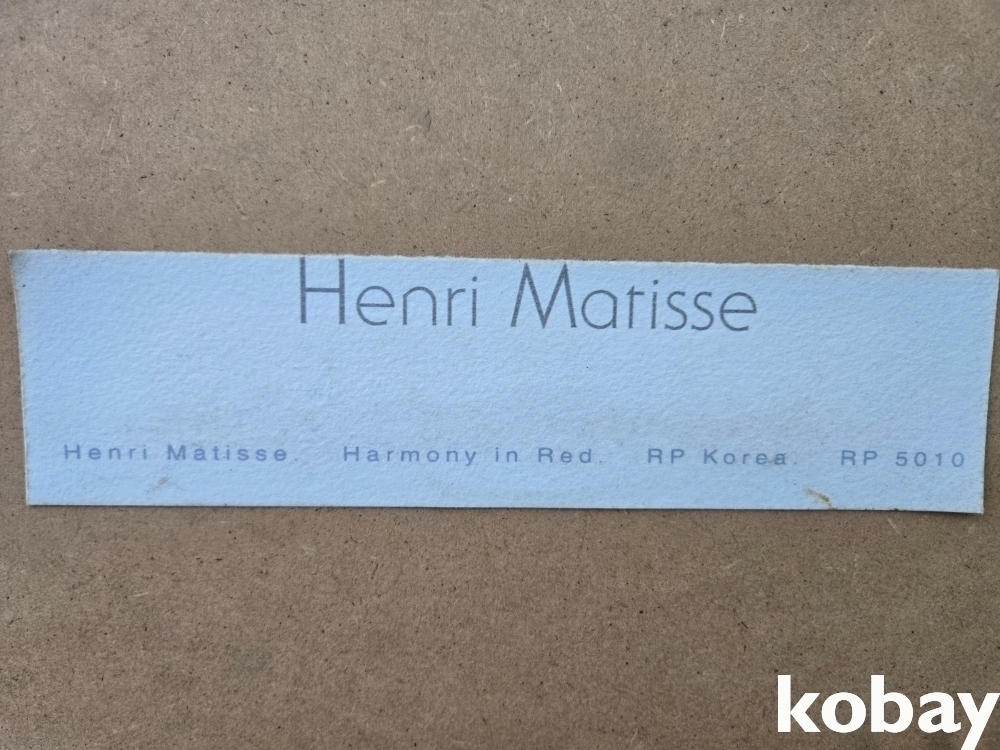 Henri Matisse
Henri Matisse. Harmony in Red. RP Korea. RP 5010
kobay